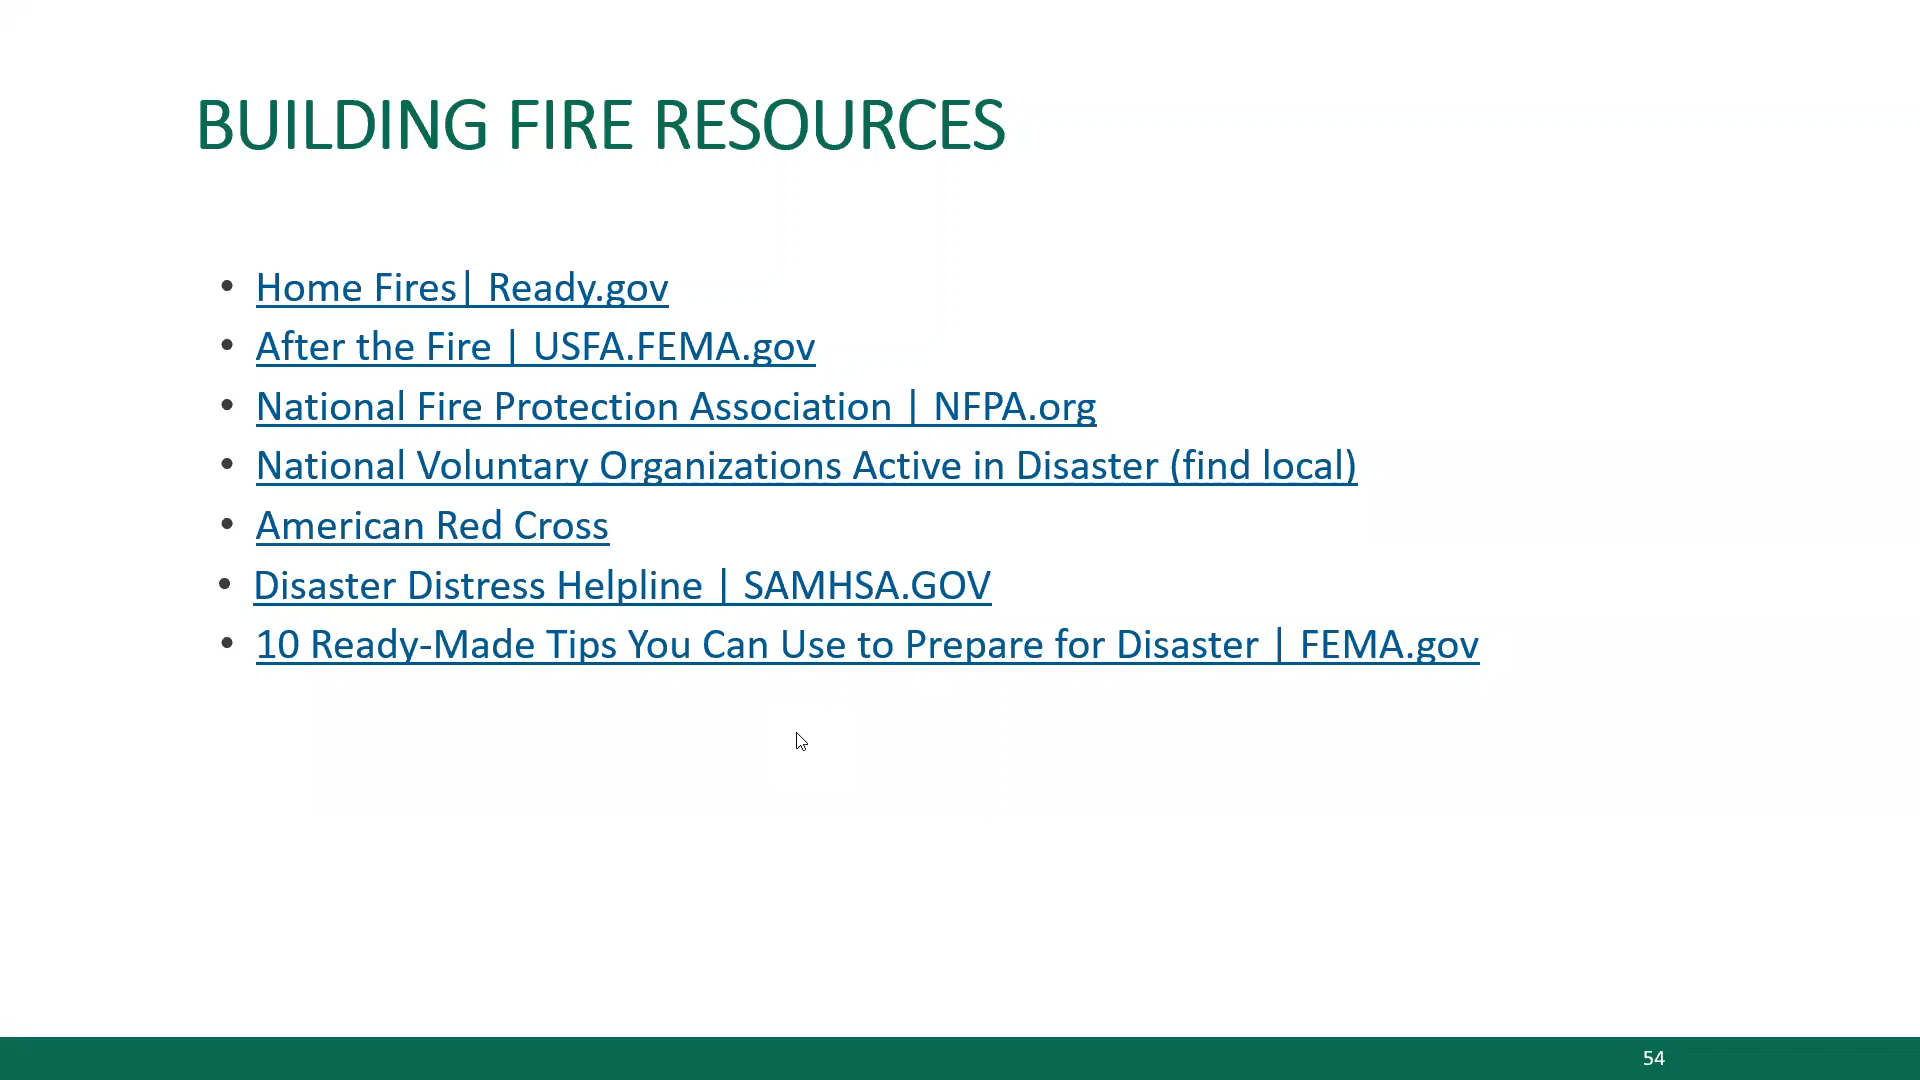 BUILDING FIRE RESOURCES
• Home Fires| Ready.gov
• After the Fire | USFA.FEMA.gov
• National Fire Protection Association | NFPA.org
• National Voluntary Organizations Active in Disaster (find local)
• American Red Cross
• Disaster Distress Helpline | SAMHSA.GOV
• 10 Ready-Made Tips You Can Use to Prepare for Disaster | FEMA.gov
54